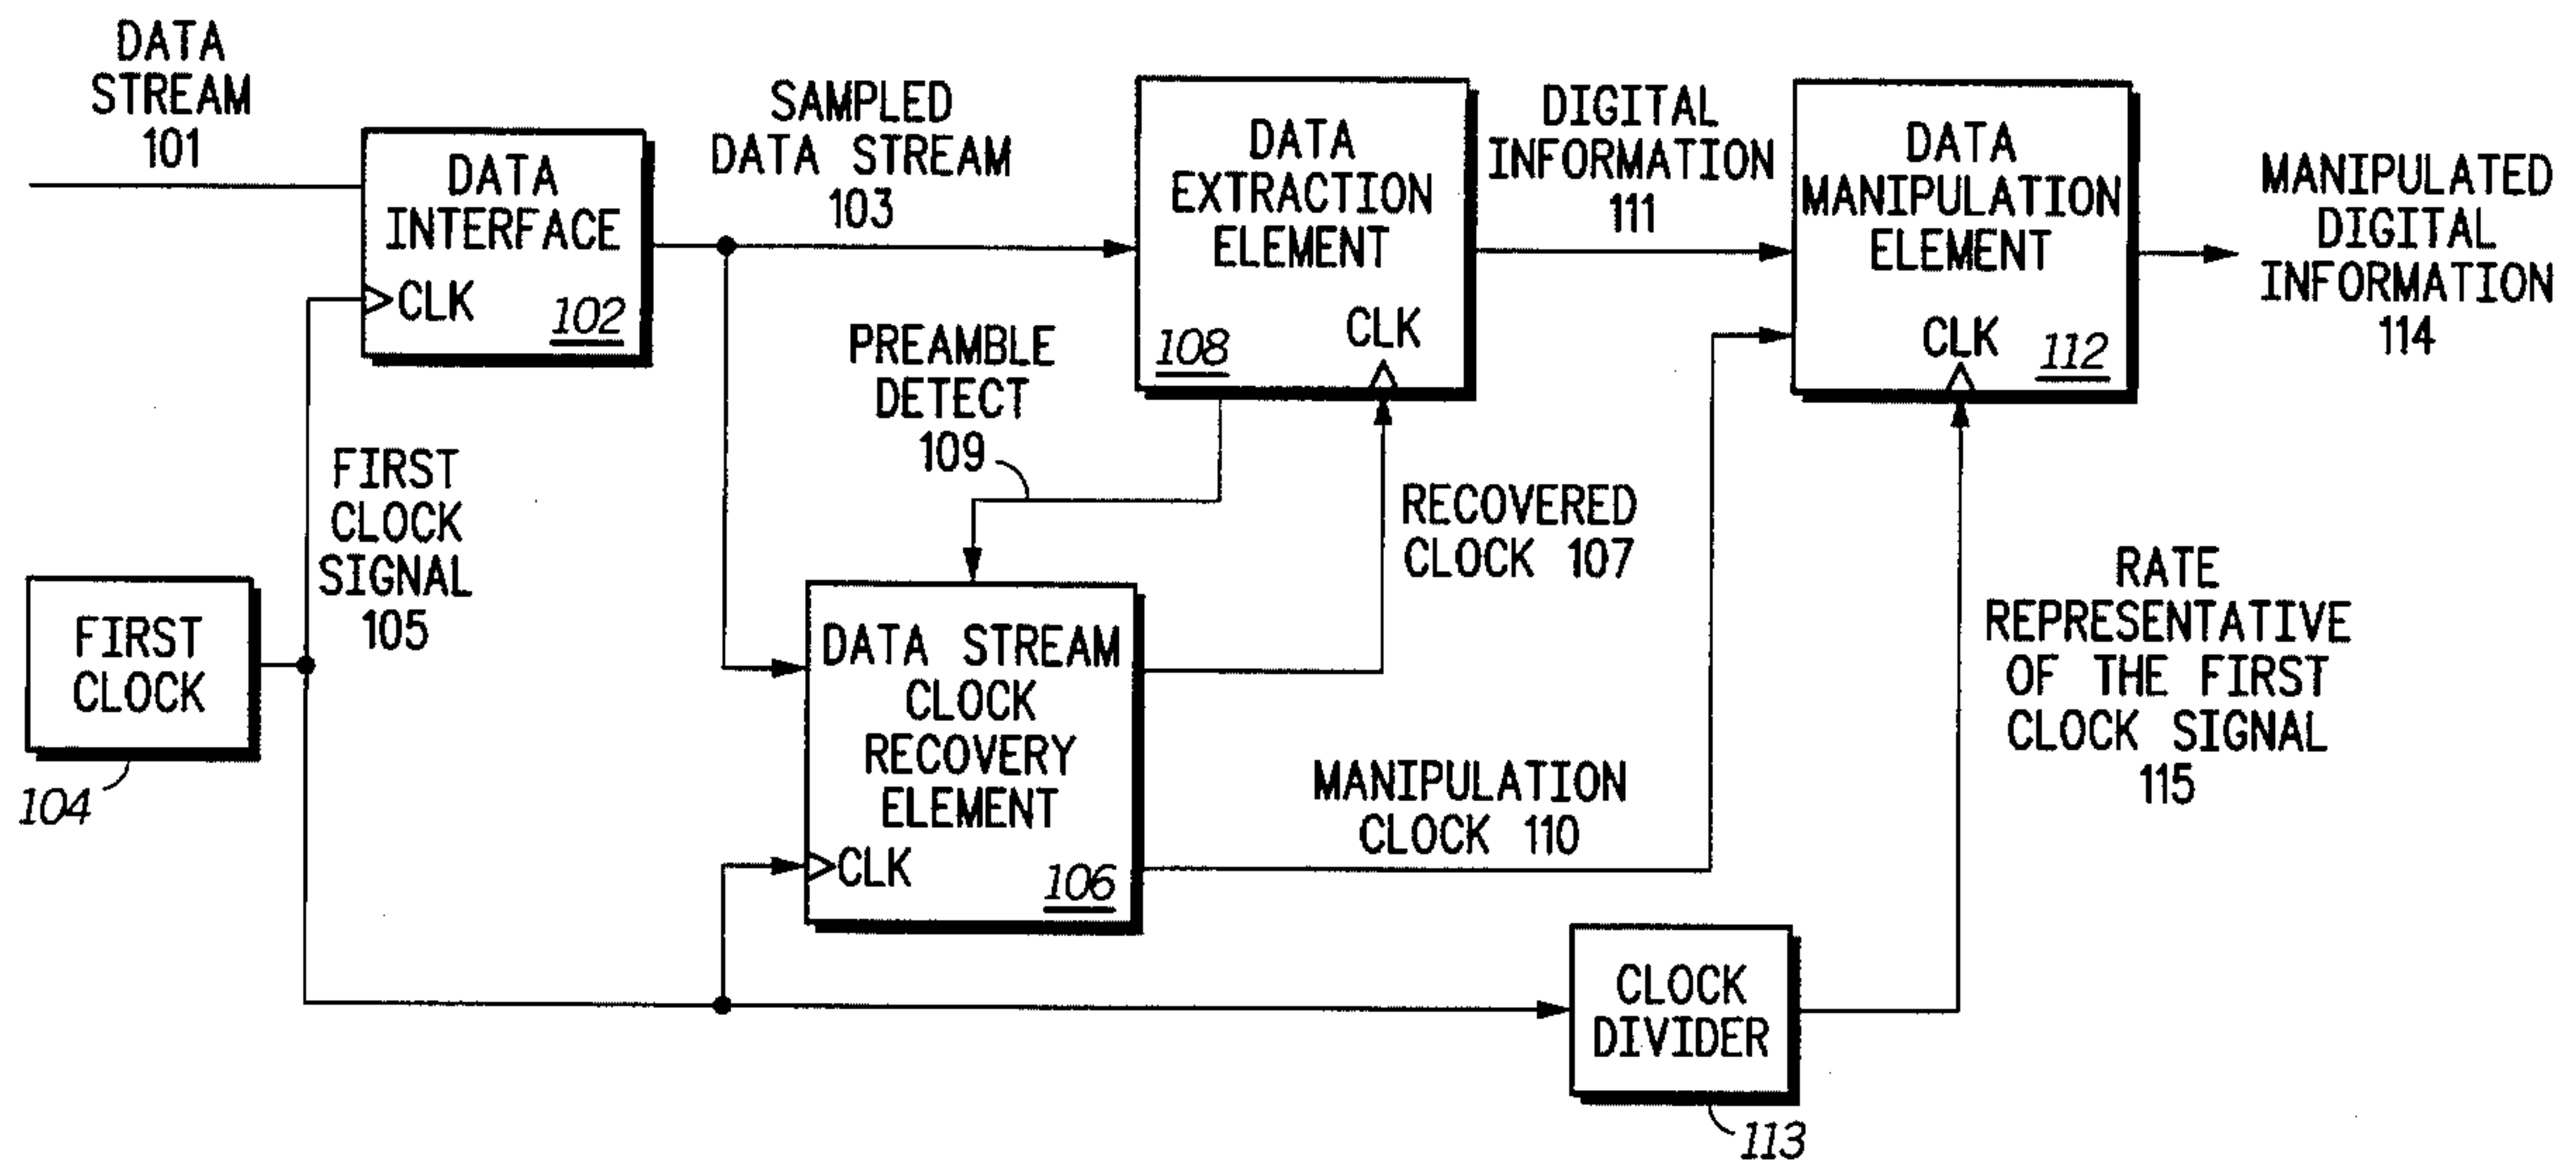 DATA
STREAM
101
DATA
INTERFACE
CLK
102
SAMPLED
DATA STREAM
103
DATA
EXTRACTION
ELEMENT
CLK
108
DIGITAL
INFORMATION
111
DATA
MANIPULATION
ELEMENT
CLK
112
MANIPULATED
DIGITAL
INFORMATION
114
PREAMBLE
DETECT
109
FIRST
CLOCK
SIGNAL
105
FIRST
CLOCK
104
RECOVERED
CLOCK 107
DATA STREAM
CLOCK
RECOVERY
ELEMENT
CLK
106
MANIPULATION
CLOCK 110
RATE
REPRESENTATIVE
OF THE FIRST
CLOCK SIGNAL
115
CLOCK
DIVIDER
113